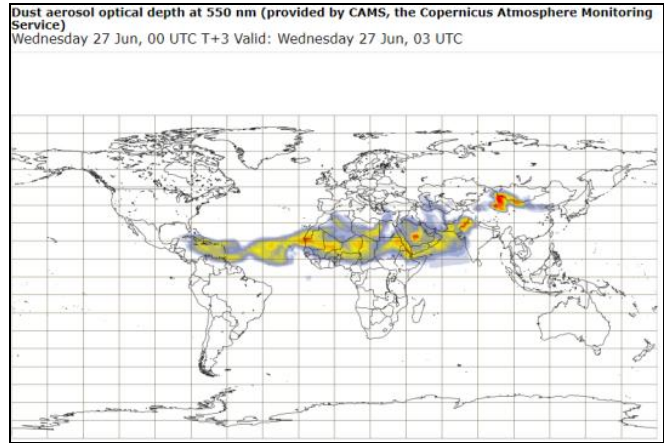 Dust aerosol optical depth at 550 nm (provided by CAMS, the Copernicus Atmosphere Monitoring
Service)
Wednesday 27 Jun, 00 UTC T+3 Valid: Wednesday 27 Jun, 03 UTC